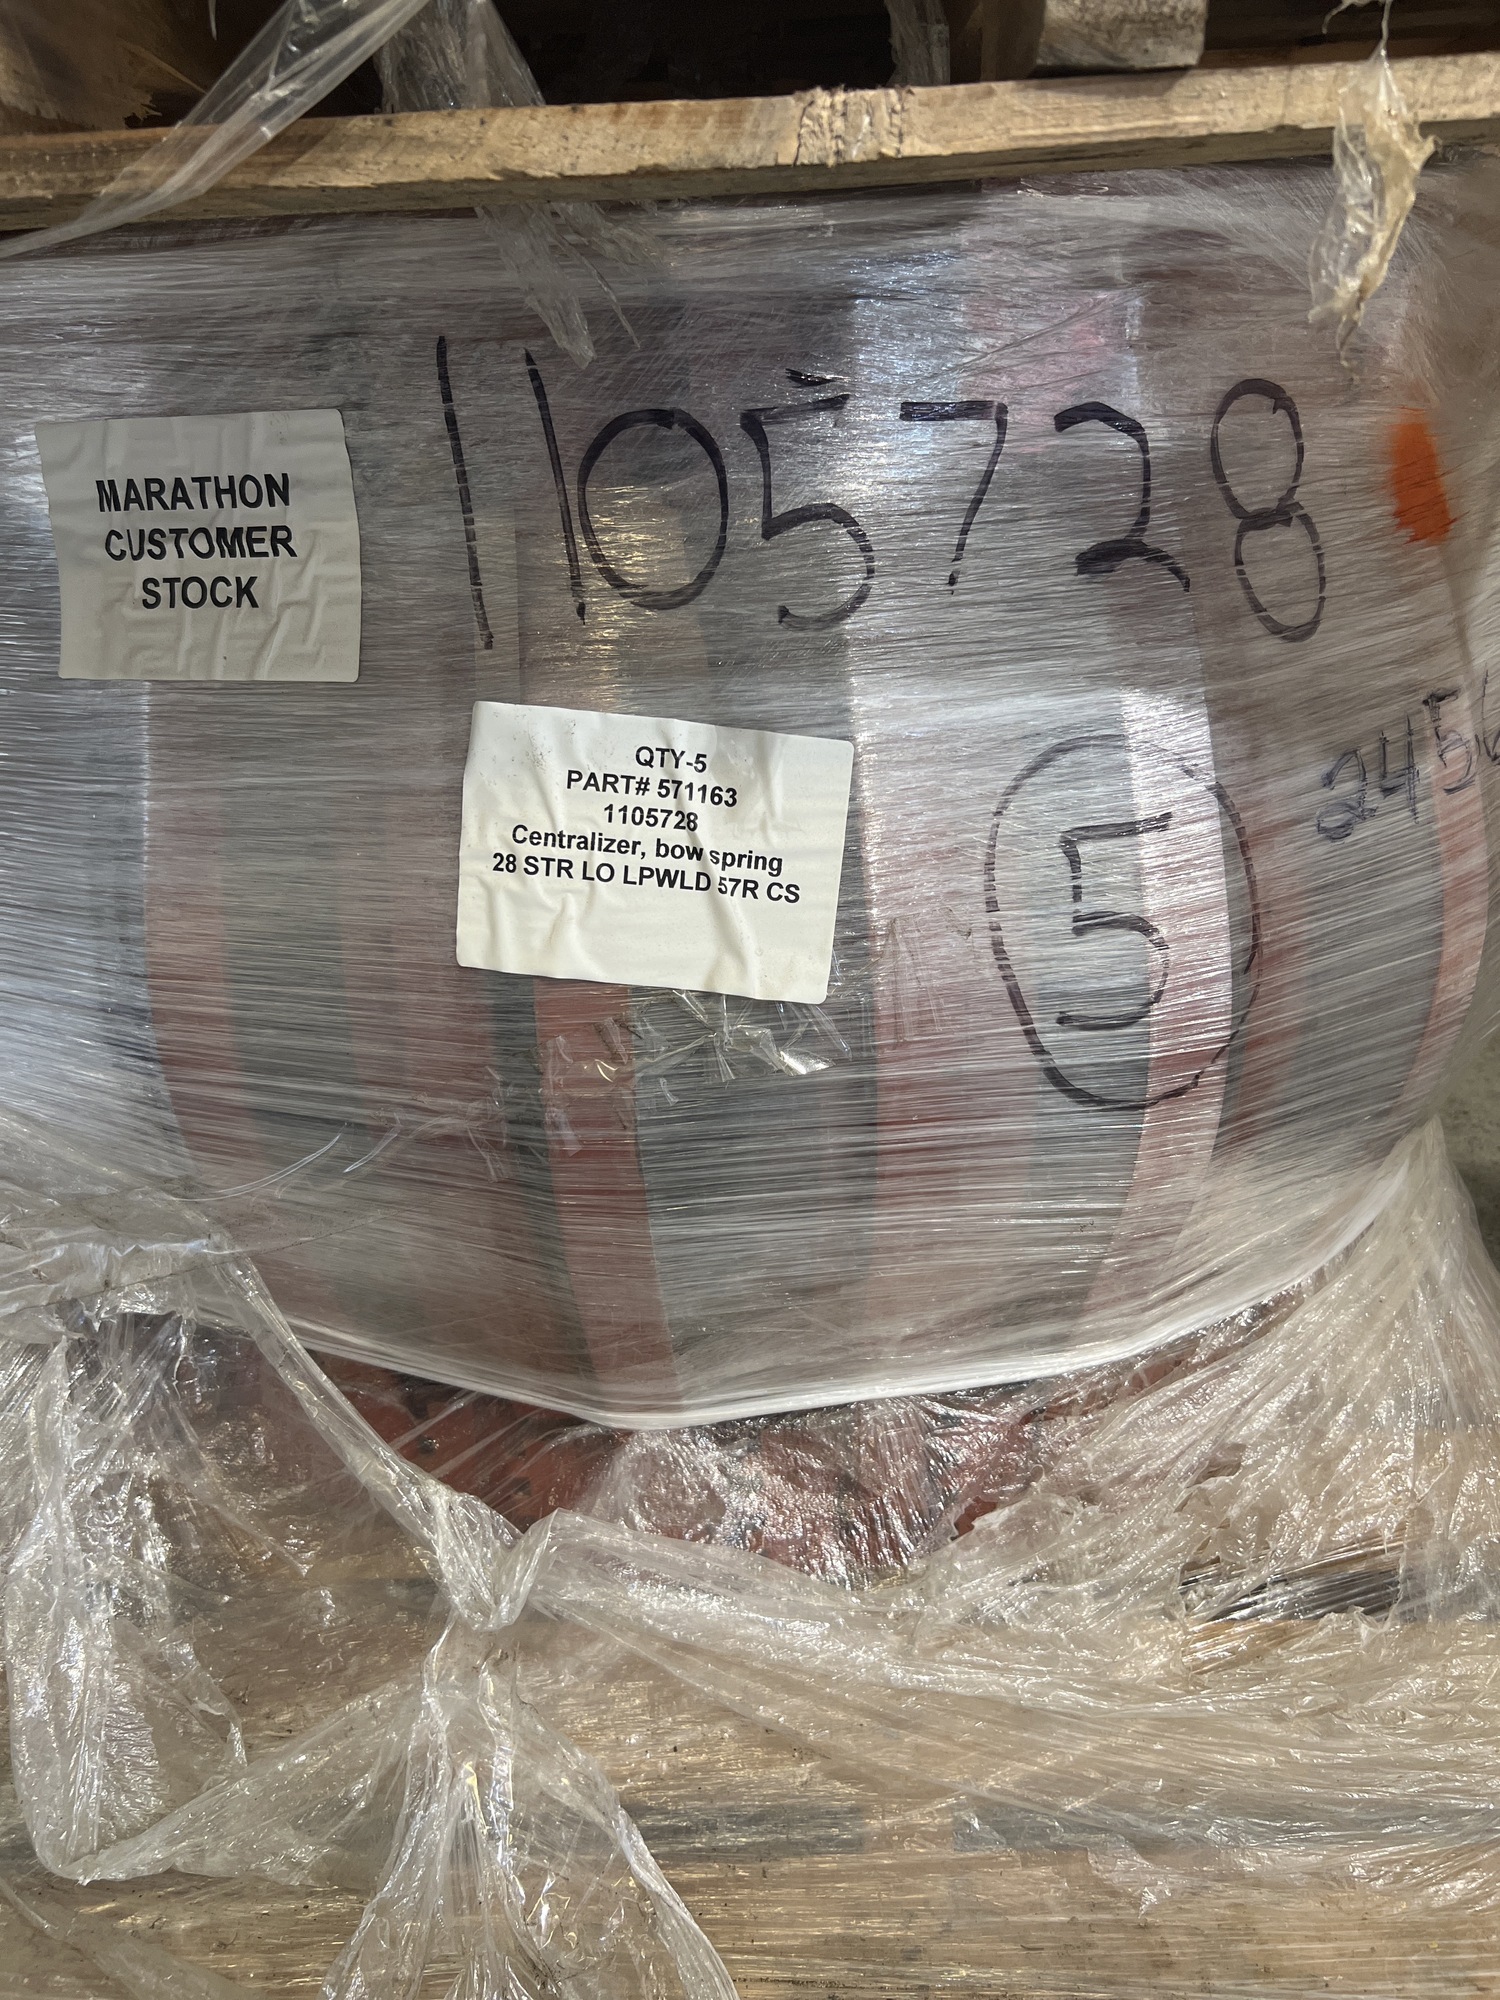 1105728
MARATHON
CUSTOMER
STOCK
QTY-5
PART# 571163
1105728
Centralizer, bow spring
28 STR LO LPWLD 57R CS
5